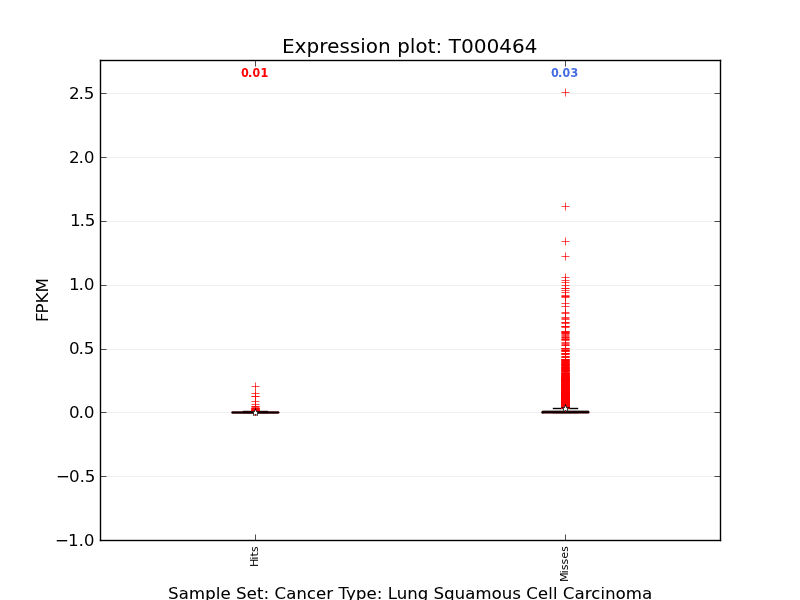 Expression plot: T000464
0.01
0.03
2.5
2.0
1.5
1.0
0.5
0.0
−0.5
−1.0
FPKM
Hits
Misses
Sample Set: Cancer Type: Lung Squamous Cell Carcinoma